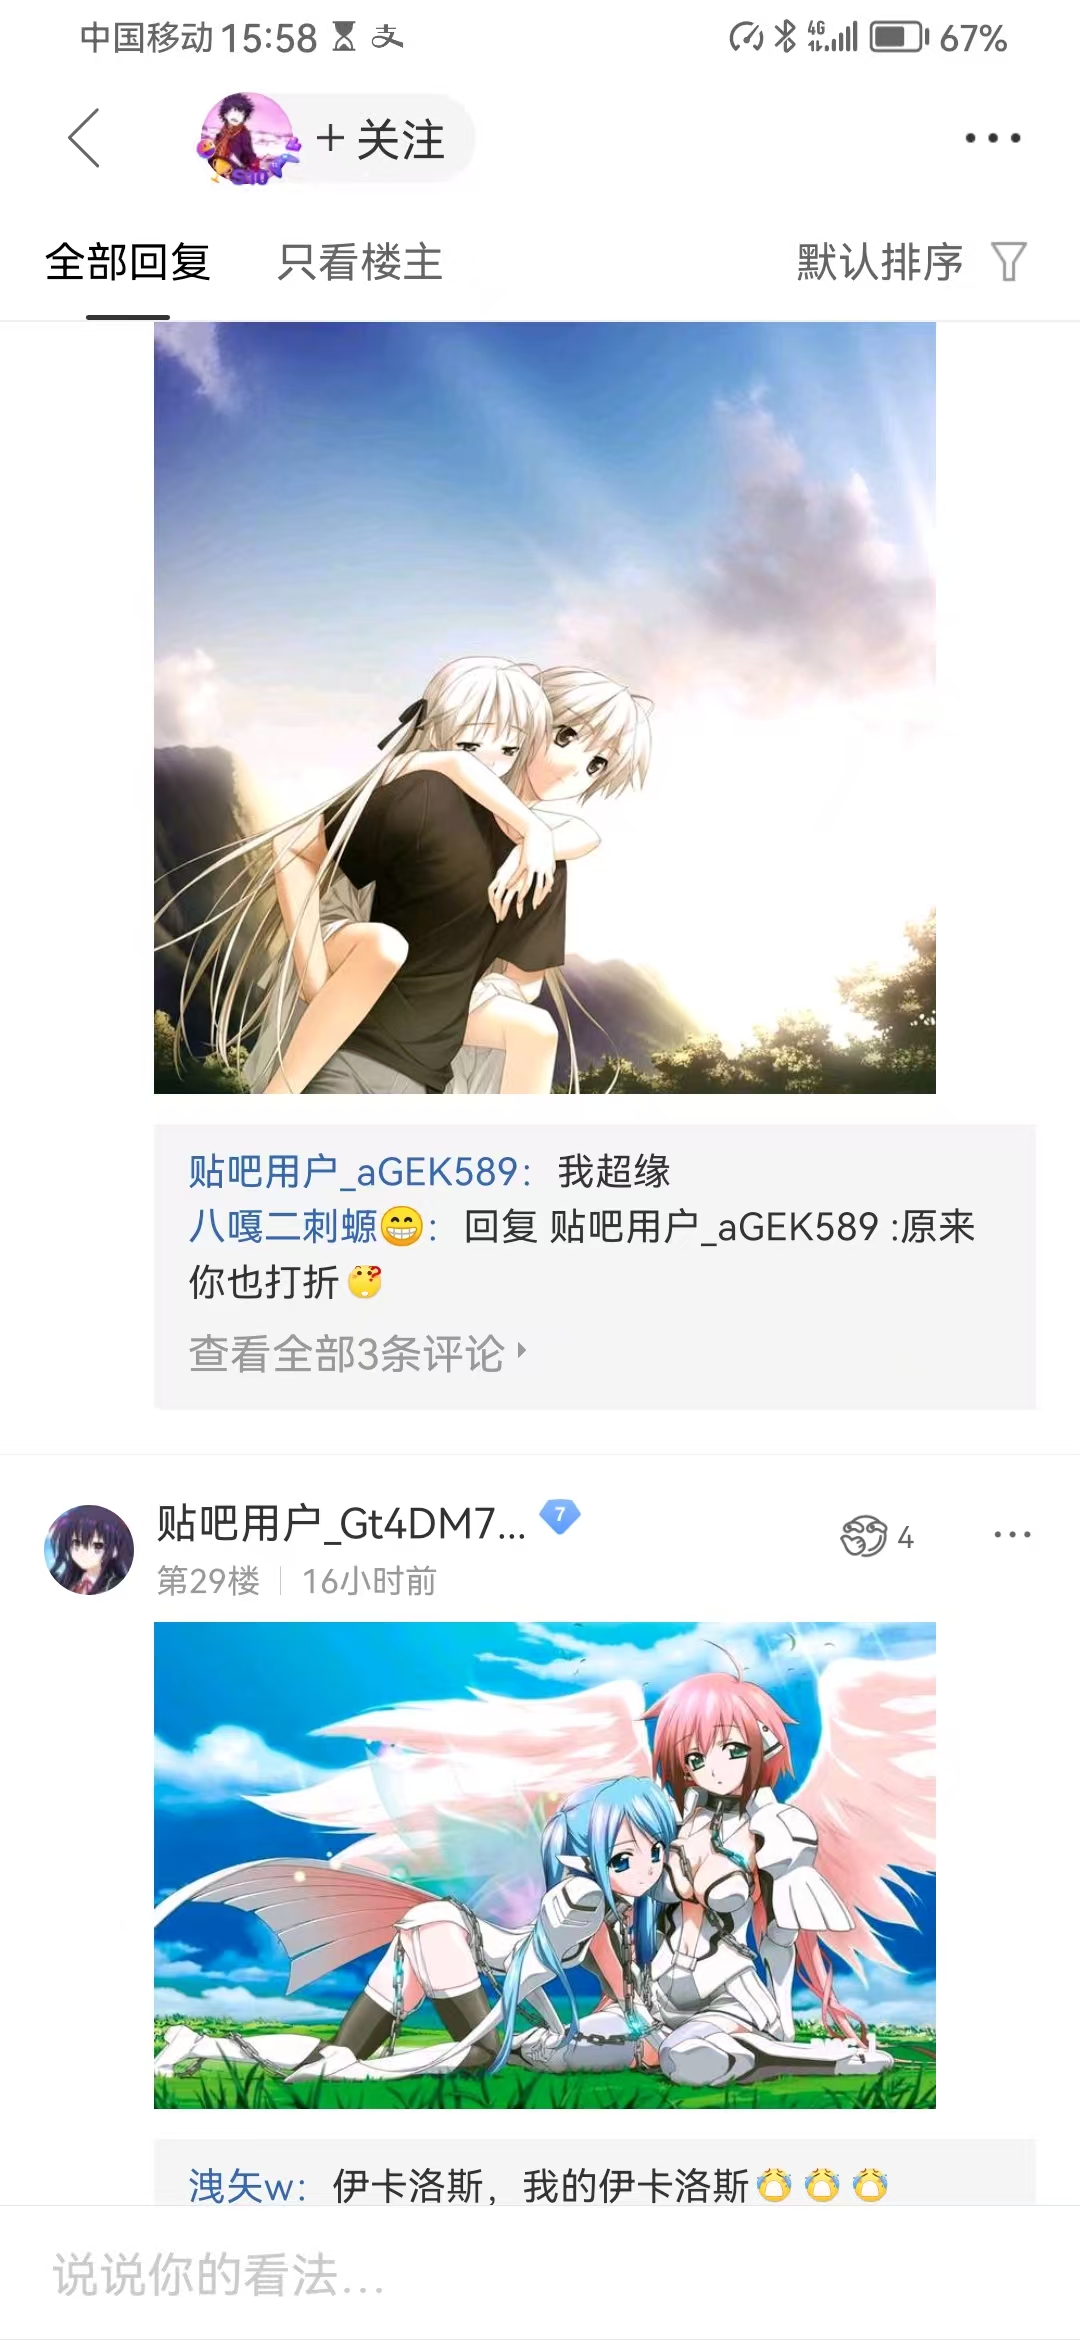 中国移动 15:58 支 4G 67%
+ 关注
全部回复 只看楼主 默认排序
贴吧用户_aGEK589： 我超缘
八嘎二刺螈😁： 回复 贴吧用户_aGEK589 :原来
你也打折
查看全部3条评论
贴吧用户_Gt4DM7... 7 4
第29楼 | 16小时前
洩矢w： 伊卡洛斯，我的伊卡洛斯😭😭😭
说说你的看法...